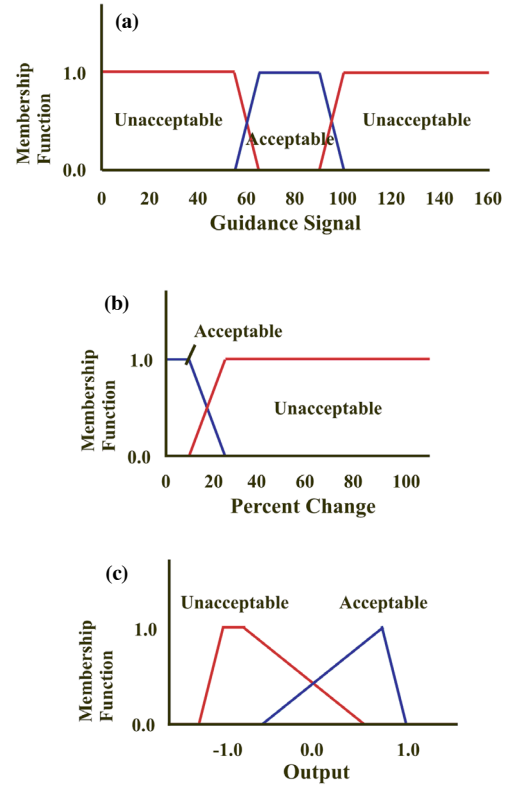 (a)
Membership
Function
1.0
0.0
Unacceptable
Acceptable
Unacceptable
0 20 40 60 80 100 120 140 160
Guidance Signal
(b)
Membership
Function
1.0
0.0
Acceptable
Unacceptable
0 20 40 60 80 100
Percent Change
(c)
Membership
Function
1.0
0.0
Unacceptable Acceptable
-1.0 0.0 1.0
Output